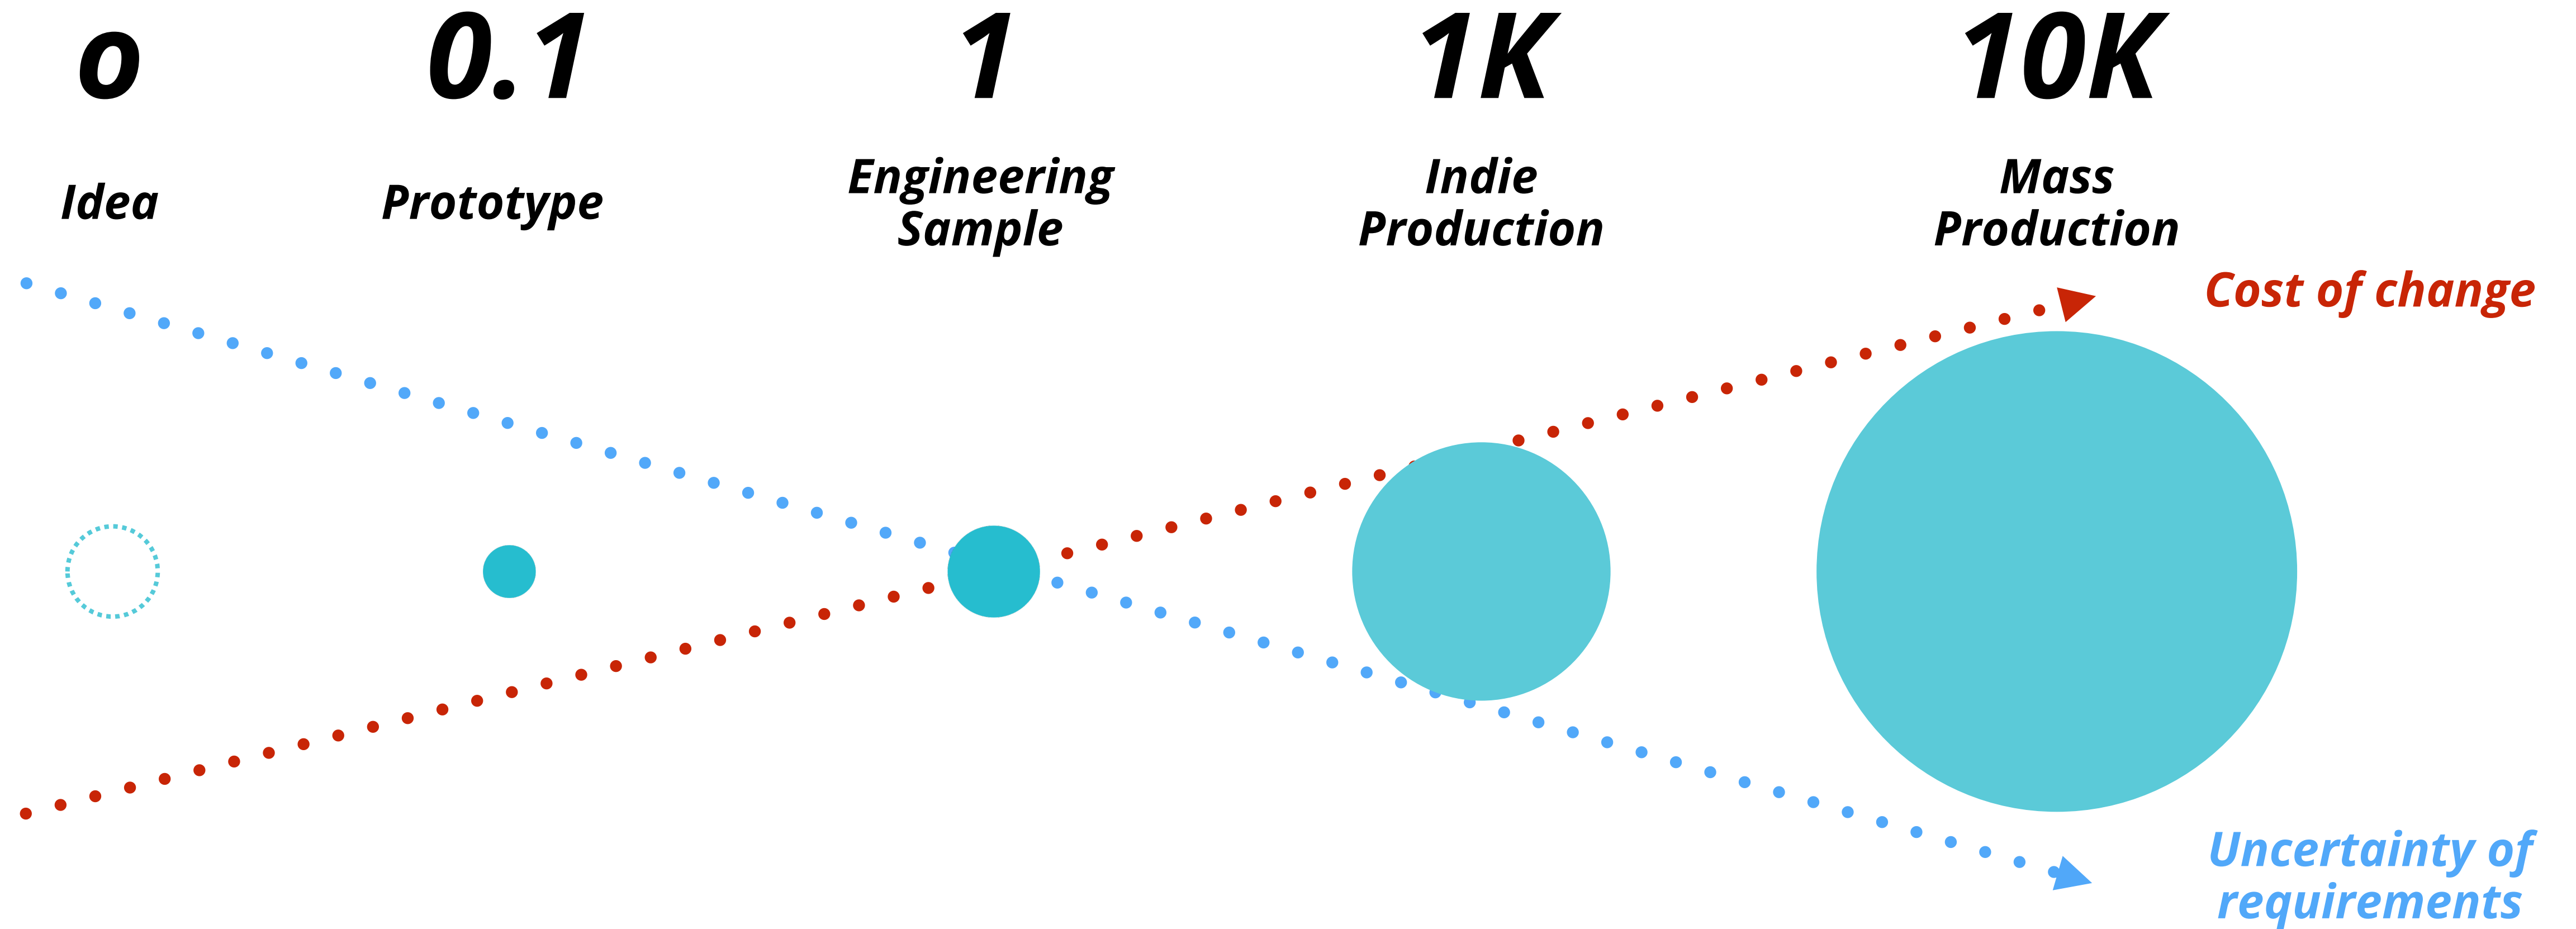 o
0.1
1
1K
10K
Idea
Prototype
Engineering
Sample
Indie
Production
Mass
Production
Cost of change
Uncertainty of
requirements